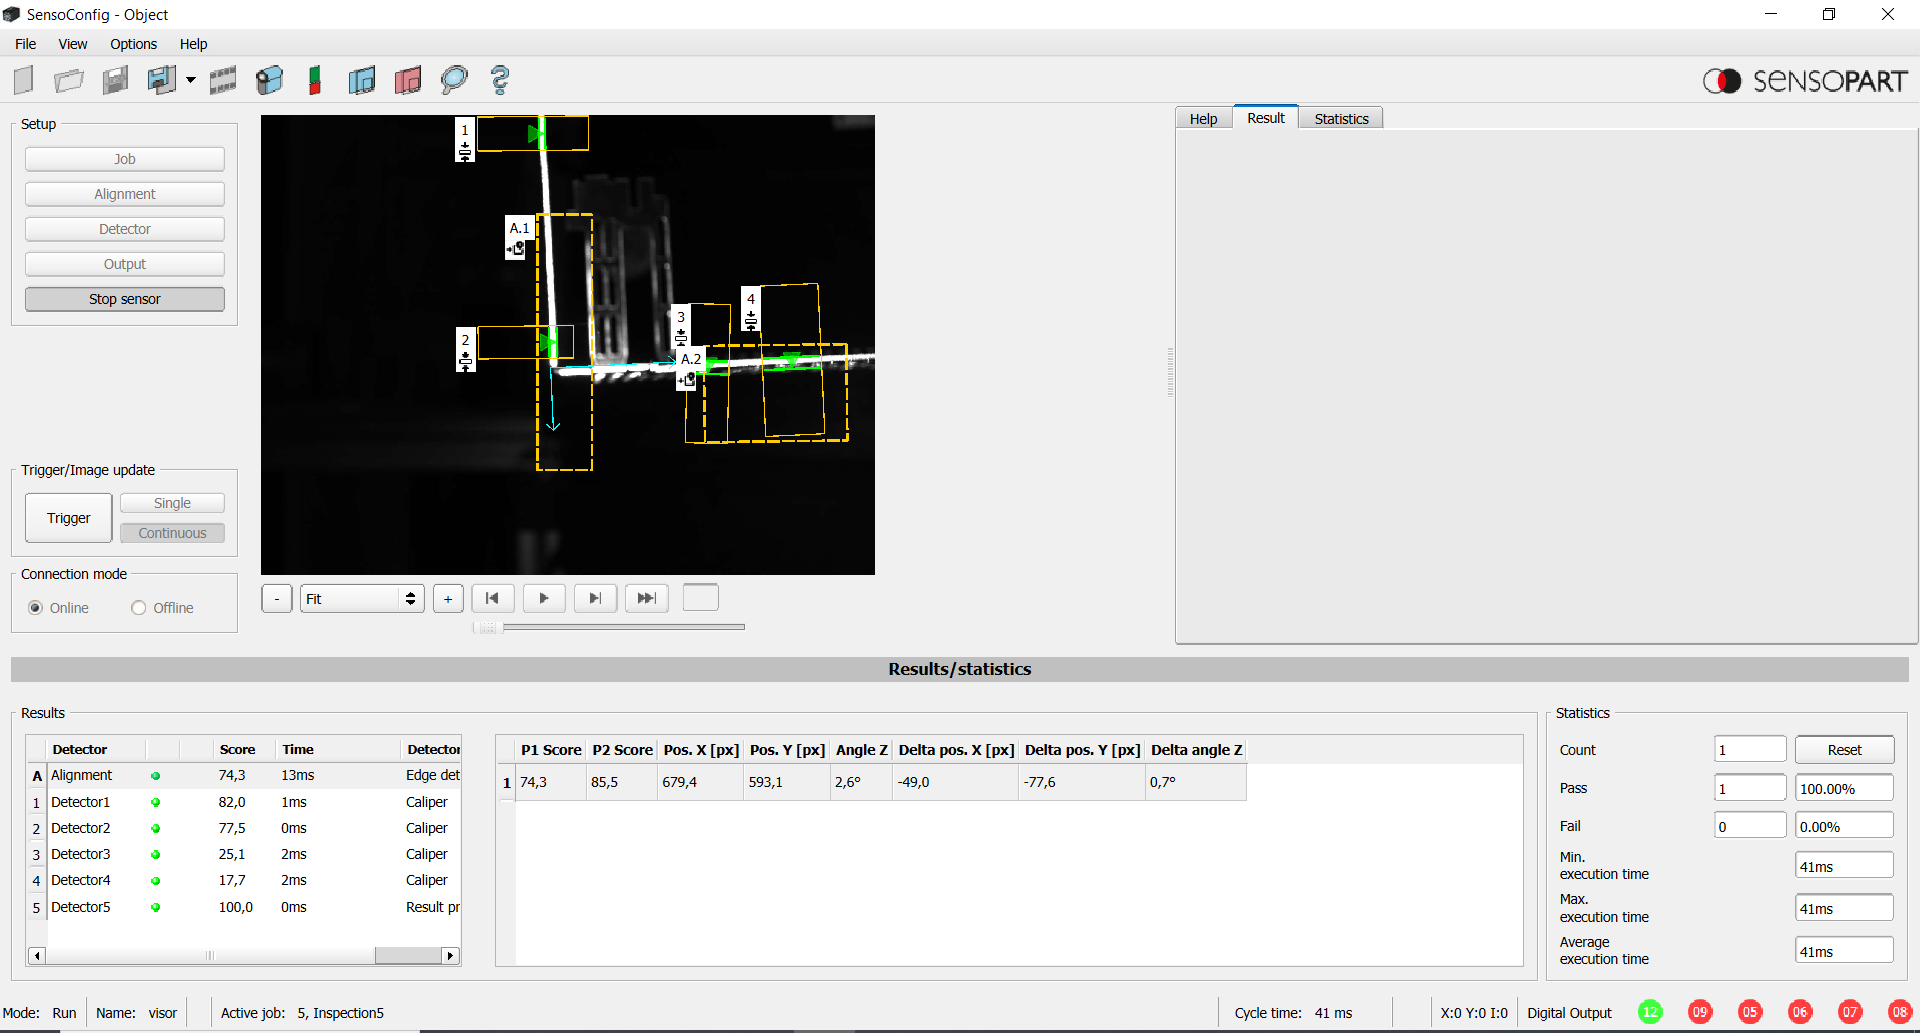 SensoConfig - Object
File View Options Help
SENSOPART
Setup
Job
Alignment
Detector
Output
Stop sensor
Trigger/Image update
Trigger
Single
Continuous
Connection mode
Online Offline
1
A.1
2
3
4
A.2
- Fit +
Help Result Statistics
Results/statistics
Results
Detector Score Time Detector
A Alignment 74,3 13ms Edge det
1 Detector1 82,0 1ms Caliper
2 Detector2 77,5 0ms Caliper
3 Detector3 25,1 2ms Caliper
4 Detector4 17,7 2ms Caliper
5 Detector5 100,0 0ms Result pr
P1 Score P2 Score Pos. X [px] Pos. Y [px] Angle Z Delta pos. X [px] Delta pos. Y [px] Delta angle Z
1 74,3 85,5 679,4 593,1 2,6° -49,0 -77,6 0,7°
Statistics
Count 1 Reset
Pass 1 100.00%
Fail 0 0.00%
Min.
execution time 41ms
Max.
execution time 41ms
Average
execution time 41ms
Mode: Run Name: visor Active job: 5, Inspection5 Cycle time: 41 ms X:0 Y:0 I:0 Digital Output 12 09 05 06 07 08